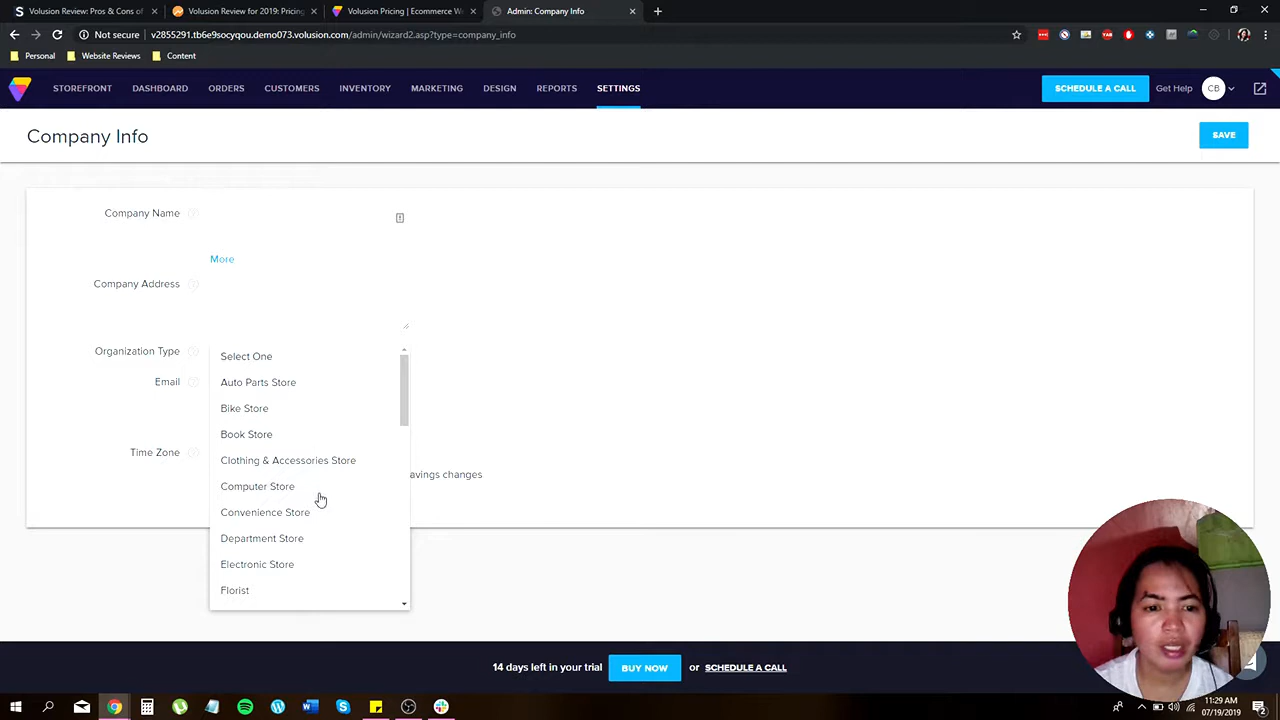 Volusion Review: Pros & Cons of
Volusion Review for 2019: Pricing
Volusion Pricing | Ecommerce W
Admin: Company Info
Not secure
v2855291.tb6e9socyqou.demo073.volusion.com/admin/wizard2.asp?type=company_info
Personal
Website Reviews
Content
STOREFRONT
DASHBOARD
ORDERS
CUSTOMERS
INVENTORY
MARKETING
DESIGN
REPORTS
SETTINGS
SCHEDULE A CALL
Get Help
CB
Company Info
SAVE
Company Name
More
Company Address
Organization Type
Select One
Auto Parts Store
Bike Store
Book Store
Clothing & Accessories Store
Computer Store
Convenience Store
Department Store
Electronic Store
Florist
Email
Time Zone
avings changes
14 days left in your trial
BUY NOW
or
SCHEDULE A CALL
11:29 AM
07/19/2019